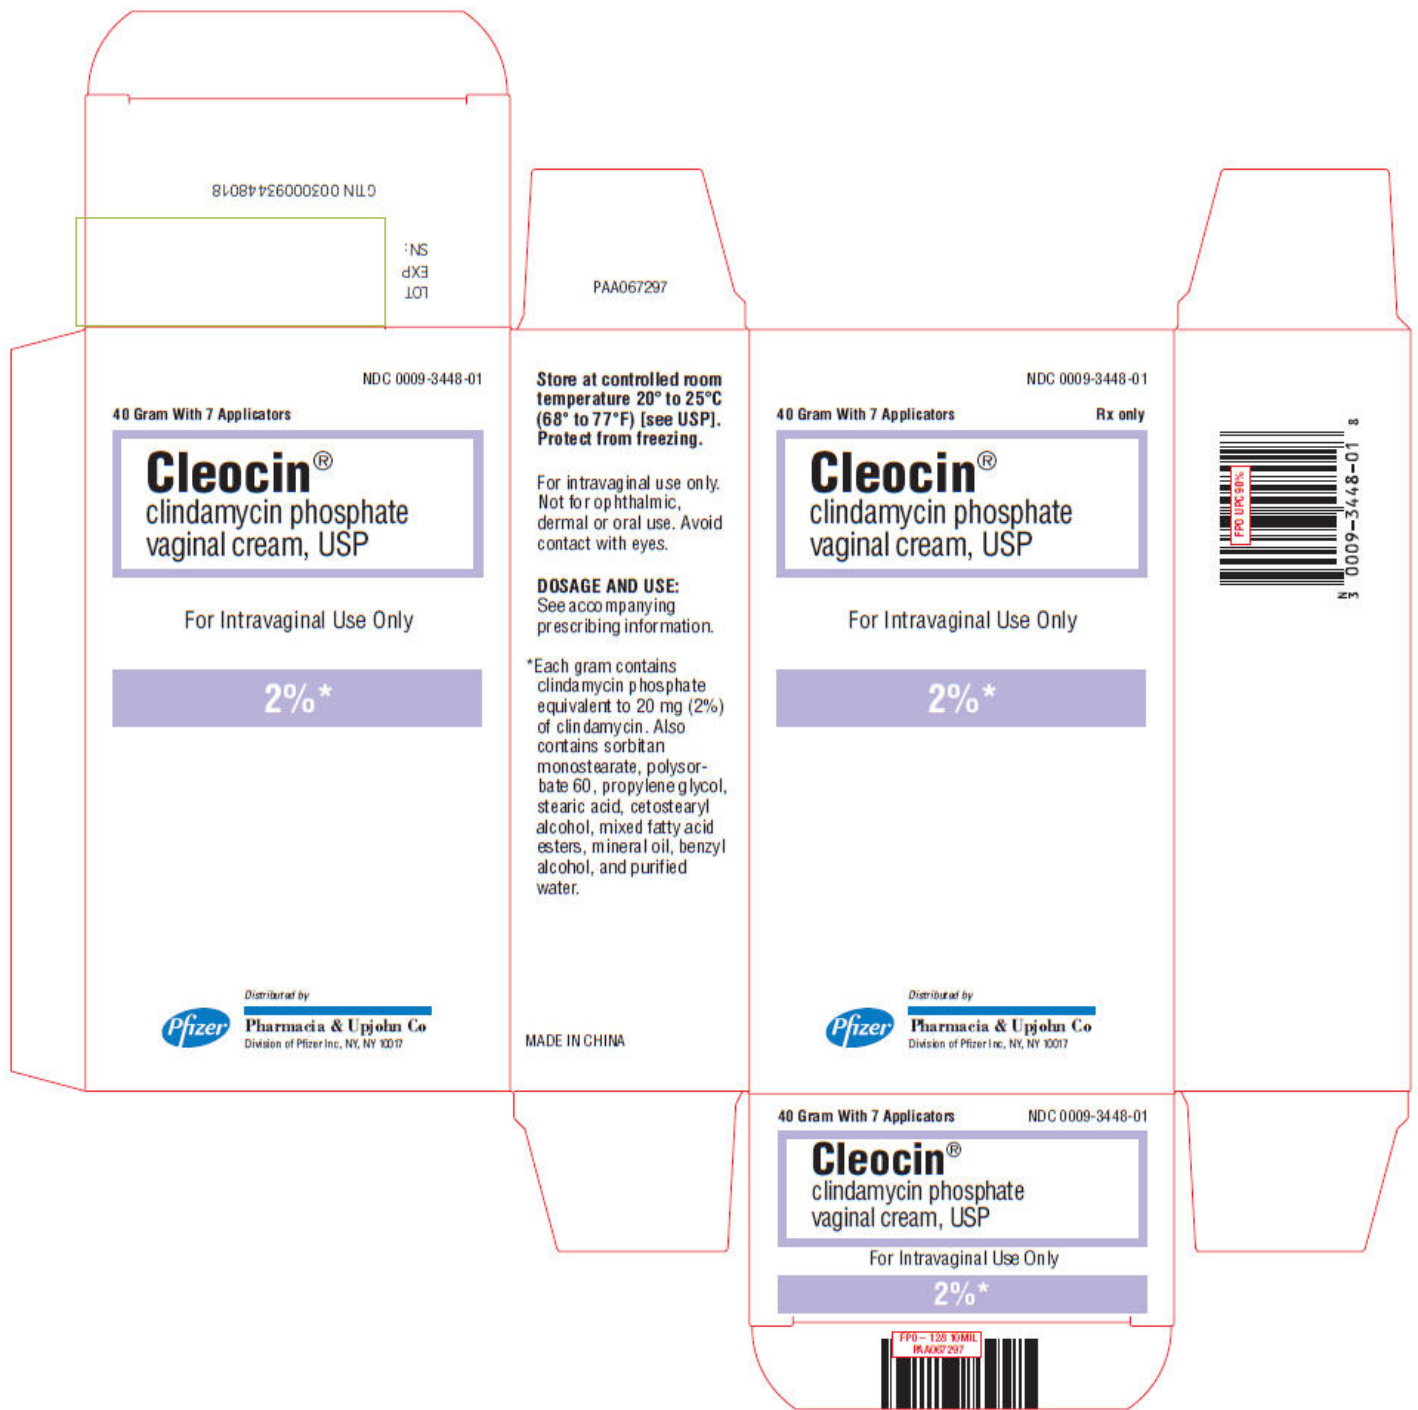 GTIN 00300093448018
SN:
EXP
LOT
PAA067297
NDC 0009-3448-01
40 Gram With 7 Applicators
Cleocin®
clindamycin phosphate
vaginal cream, USP
For Intravaginal Use Only
2%*
Distributed by
Pfizer
Pharmacia & Upjohn Co
Division of Pfizer Inc, NY, NY 10017
Store at controlled room
temperature 20° to 25°C
(68° to 77°F) [see USP].
Protect from freezing.
For intravaginal use only.
Not for ophthalmic,
dermal or oral use. Avoid
contact with eyes.
DOSAGE AND USE:
See accompanying
prescribing information.
*Each gram contains
clindamycin phosphate
equivalent to 20 mg (2%)
of clindamycin. Also
contains sorbitan
monostearate, polysor-
bate 60, propylene glycol,
stearic acid, cetostearyl
alcohol, mixed fatty acid
esters, mineral oil, benzyl
alcohol, and purified
water.
MADE IN CHINA
NDC 0009-3448-01
40 Gram With 7 Applicators Rx only
Cleocin®
clindamycin phosphate
vaginal cream, USP
For Intravaginal Use Only
2%*
Distributed by
Pfizer
Pharmacia & Upjohn Co
Division of Pfizer Inc, NY, NY 10017
FPO UPC 90%
N
3 0009-3448-01 8
40 Gram With 7 Applicators NDC 0009-3448-01
Cleocin®
clindamycin phosphate
vaginal cream, USP
For Intravaginal Use Only
2%*
FPO – 128 10MIL
PAA067297